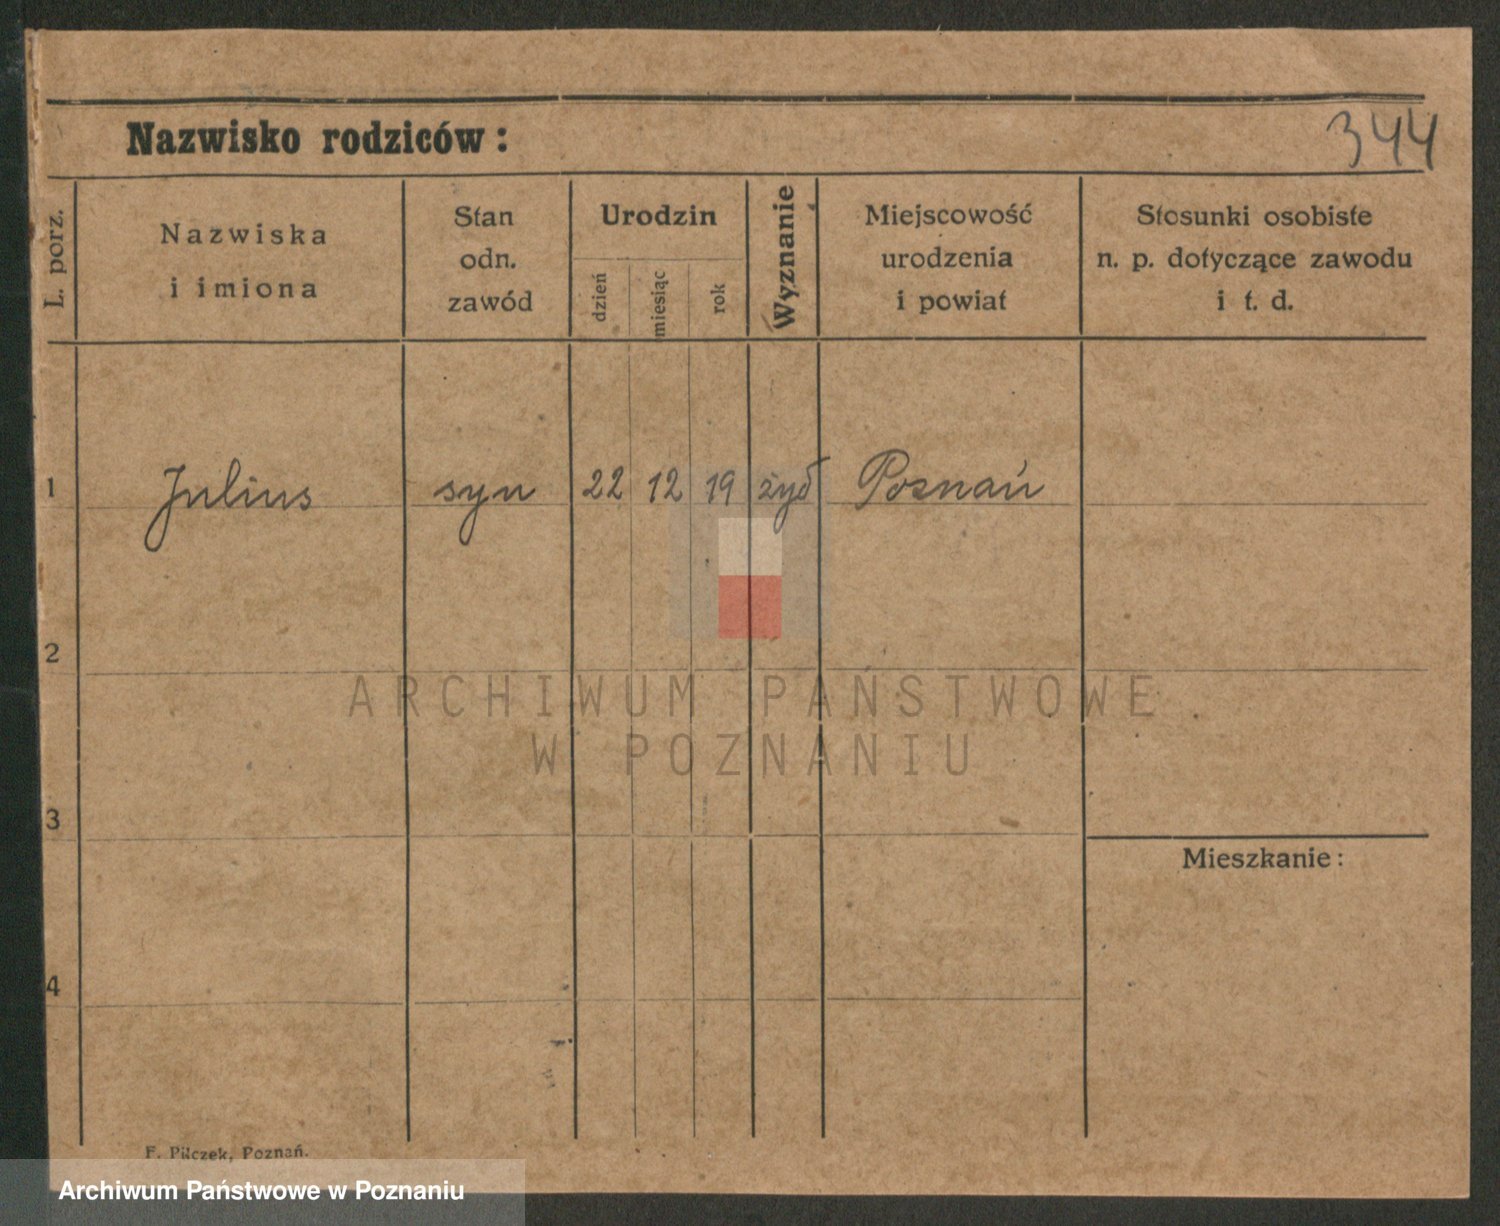 Nazwisko rodziców:
344
L. porz.
Nazwiska
i imiona
Stan
odn.
zawód
Urodzin
dzień
miesiąc
rok
Wyznanie
Miejscowość
urodzenia
i powiat
Stosunki osobiste
n. p. dotyczące zawodu
i t. d.
1 Julius syn 22 12 19 żyd Poznań
2
3
4
Mieszkanie:
ARCHIWUM PAŃSTWOWE
W POZNANIU
F. Pilczek, Poznań.
Archiwum Państwowe w Poznaniu